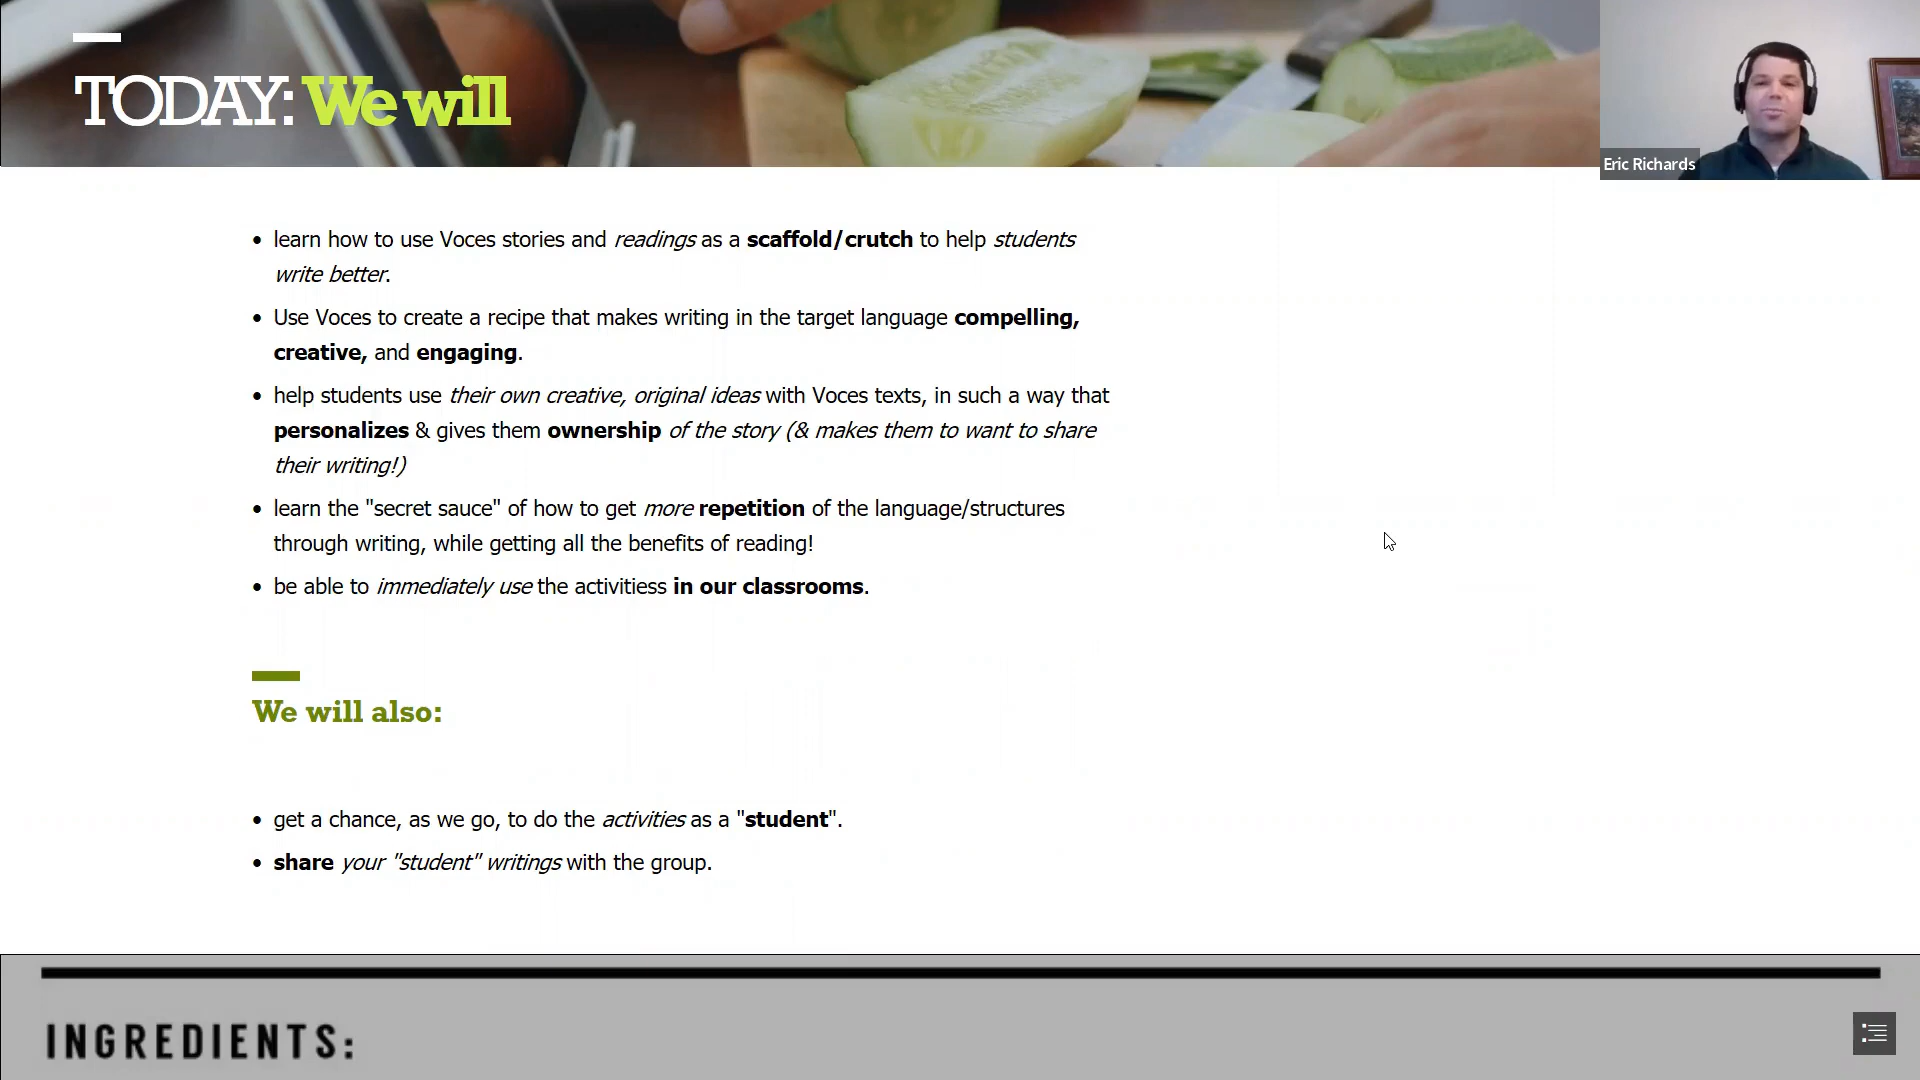 TODAY: We will
Eric Richards
• learn how to use Voces stories and readings as a scaffold/crutch to help students
write better.
• Use Voces to create a recipe that makes writing in the target language compelling,
creative, and engaging.
• help students use their own creative, original ideas with Voces texts, in such a way that
personalizes & gives them ownership of the story (& makes them to want to share
their writing!)
• learn the "secret sauce" of how to get more repetition of the language/structures
through writing, while getting all the benefits of reading!
• be able to immediately use the activitiess in our classrooms.
We will also:
• get a chance, as we go, to do the activities as a "student".
• share your "student" writings with the group.
INGREDIENTS: